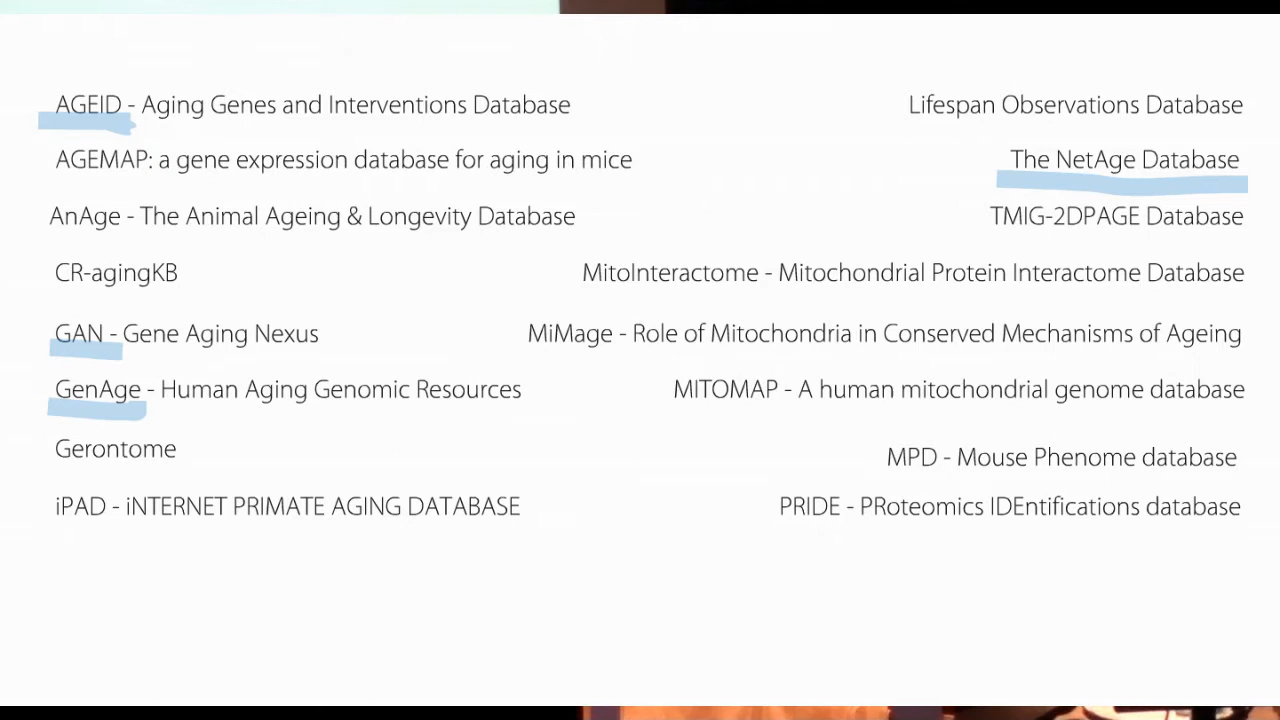 AGEID - Aging Genes and Interventions Database
AGEMAP: a gene expression database for aging in mice
AnAge - The Animal Ageing & Longevity Database
CR-agingKB
GAN - Gene Aging Nexus
GenAge - Human Aging Genomic Resources
Gerontome
iPAD - iNTERNET PRIMATE AGING DATABASE
Lifespan Observations Database
The NetAge Database
TMIG-2DPAGE Database
MitoInteractome - Mitochondrial Protein Interactome Database
MiMage - Role of Mitochondria in Conserved Mechanisms of Ageing
MITOMAP - A human mitochondrial genome database
MPD - Mouse Phenome database
PRIDE - PRoteomics IDEntifications database